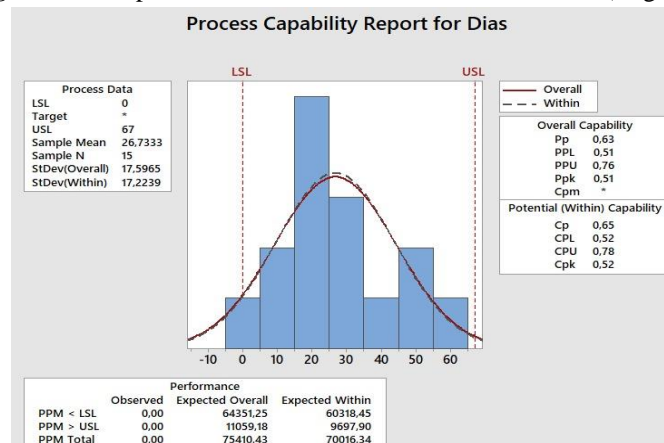 Process Capability Report for Dias
LSL USL
Process Data
LSL 0
Target *
USL 67
Sample Mean 26,7333
Sample N 15
StDev(Overall) 17,5965
StDev(Within) 17,2239
Overall
Within
Overall Capability
Pp 0,63
PPL 0,51
PPU 0,76
Ppk 0,51
Cpm *
Potential (Within) Capability
Cp 0,65
CPL 0,52
CPU 0,78
Cpk 0,52
-10 0 10 20 30 40 50 60
Performance
Observed Expected Overall Expected Within
PPM < LSL 0,00 64351,25 60318,45
PPM > USL 0,00 11059,18 9697,90
PPM Total 0,00 75410,43 70016,34